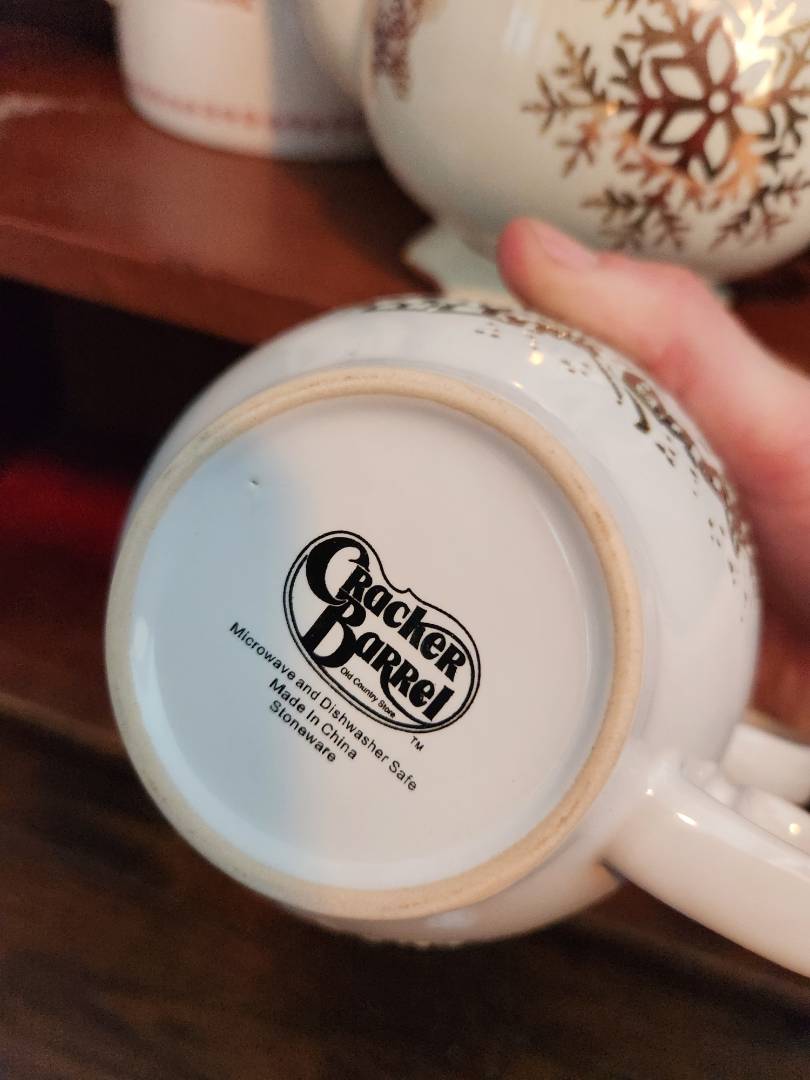 Cracker
Barrel
Old Country Store
TM
Microwave and Dishwasher Safe
Made In China
Stoneware